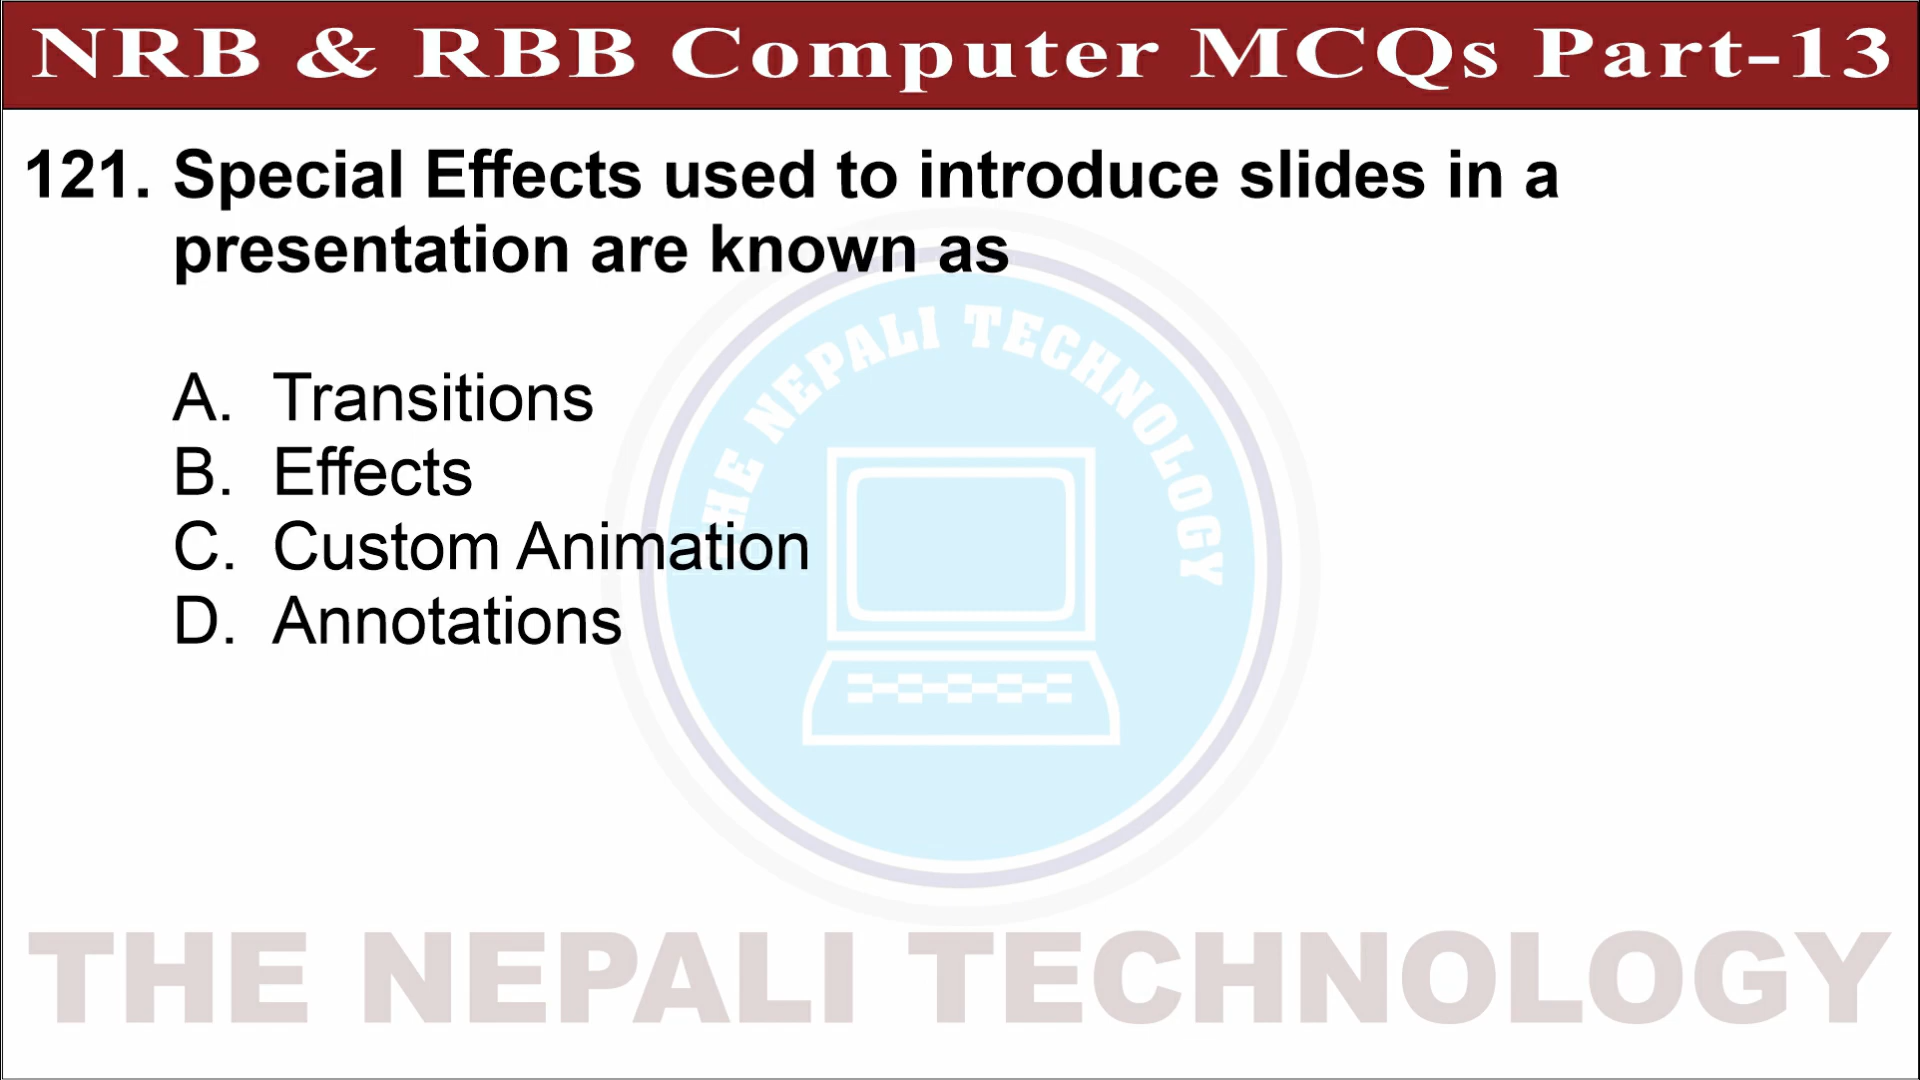 NRB & RBB Computer MCQs Part-13
121. Special Effects used to introduce slides in a
presentation are known as
A. Transitions
B. Effects
C. Custom Animation
D. Annotations
THE NEPALI TECHNOLOGY
THE NEPALI TECHNOLOGY